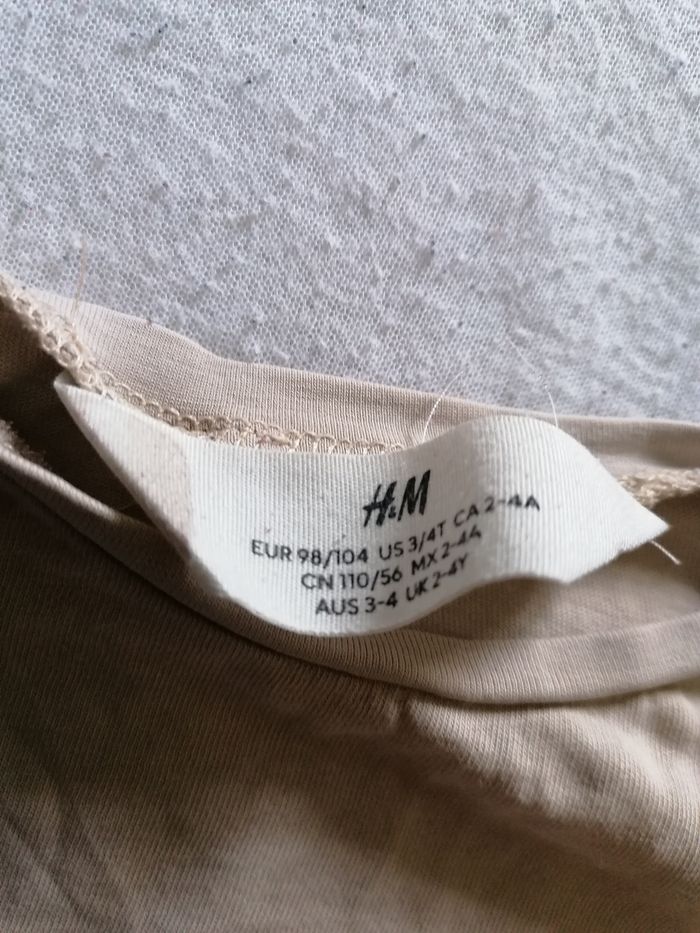 H&M
EUR 98/104 US 3/4T CA 2-4A
CN 110/56 MX 2-4A
AUS 3-4 UK 2-4Y